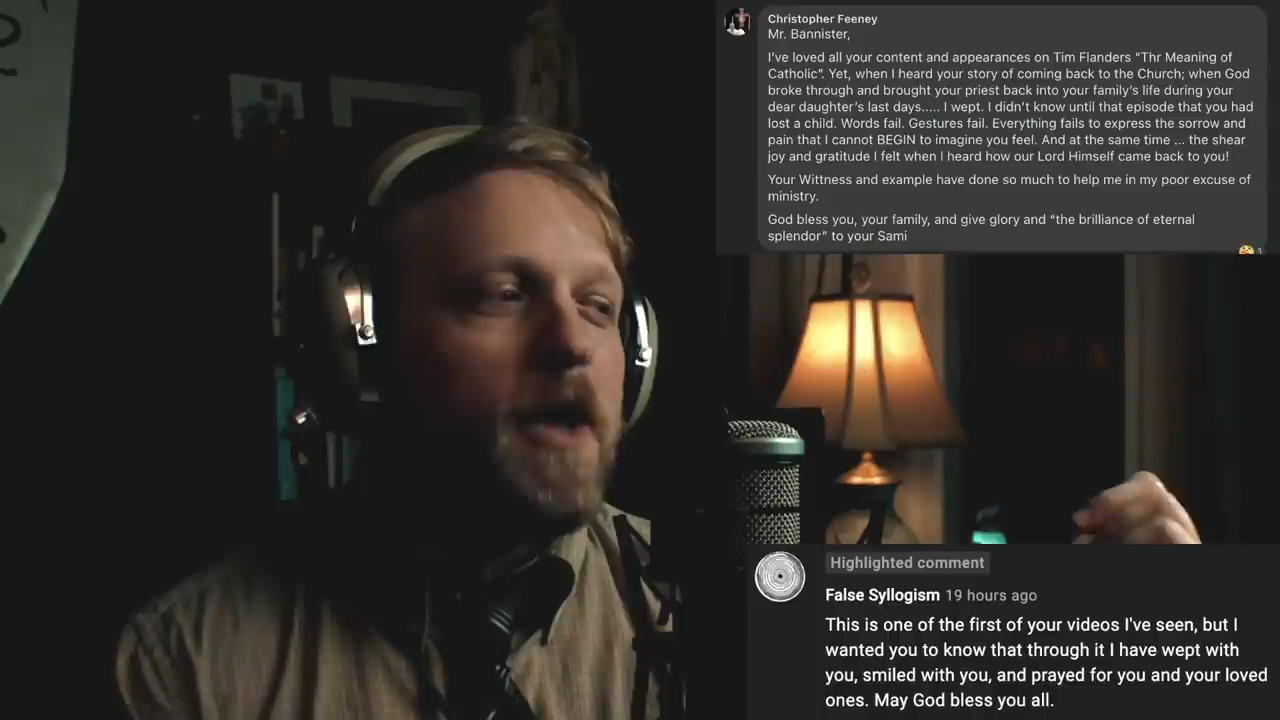 Christopher Feeney
Mr. Bannister,
I've loved all your content and appearances on Tim Flanders “Thr Meaning of
Catholic”. Yet, when I heard your story of coming back to the Church; when God
broke through and brought your priest back into your family's life during your
dear daughter's last days..... I wept. I didn't know until that episode that you had
lost a child. Words fail. Gestures fail. Everything fails to express the sorrow and
pain that I cannot BEGIN to imagine you feel. And at the same time ... the shear
joy and gratitude I felt when I heard how our Lord Himself came back to you!
Your Wittness and example have done so much to help me in my poor excuse of
ministry.
God bless you, your family, and give glory and “the brilliance of eternal
splendor” to your Sami
1
Highlighted comment
False Syllogism 19 hours ago
This is one of the first of your videos I've seen, but I
wanted you to know that through it I have wept with
you, smiled with you, and prayed for you and your loved
ones. May God bless you all.